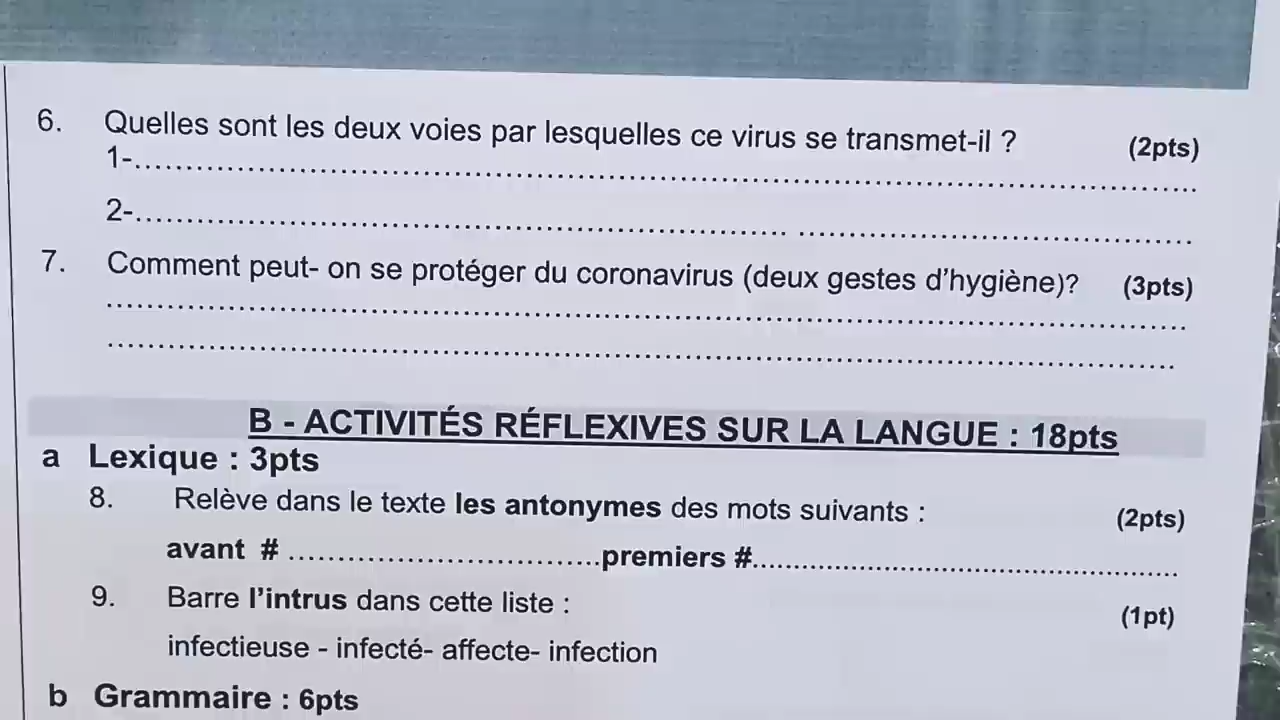 6. Quelles sont les deux voies par lesquelles ce virus se transmet-il ? (2pts)
1-..............................................................................................................
2-.................................................................... ........................................
7. Comment peut- on se protéger du coronavirus (deux gestes d'hygiène)? (3pts)
..............................................................................................................
..............................................................................................................
B - ACTIVITÉS RÉFLEXIVES SUR LA LANGUE : 18pts
a Lexique : 3pts
8. Relève dans le texte les antonymes des mots suivants : (2pts)
avant # ...............................premiers #...........................................
9. Barre l'intrus dans cette liste : (1pt)
infectieuse - infecté- affecte- infection
b Grammaire : 6pts